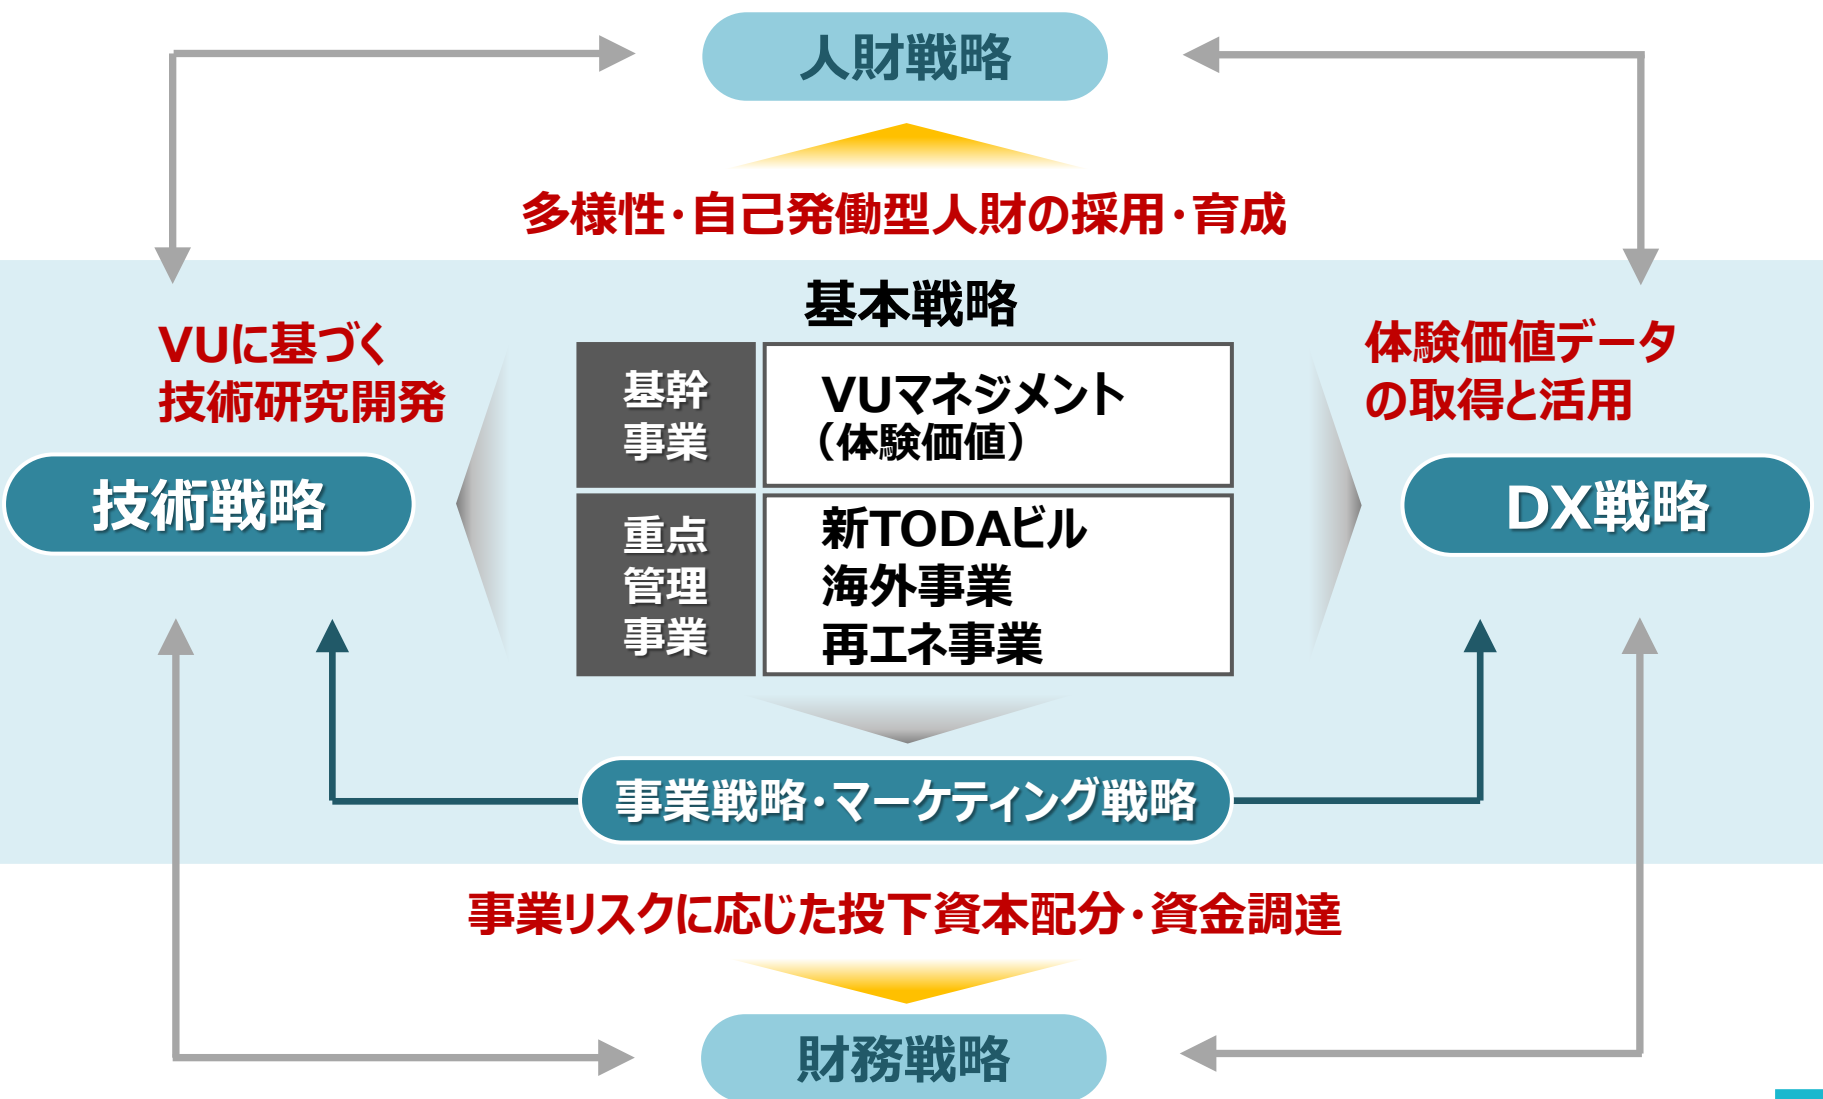 人財戦略
多様性・自己発働型人財の採用・育成
基本戦略
VUに基づく
技術研究開発
技術戦略
基幹
事業
VUマネジメント
（体験価値）
重点
管理
事業
新TODAビル
海外事業
再エネ事業
体験価値データ
の取得と活用
DX戦略
事業戦略・マーケティング戦略
事業リスクに応じた投下資本配分・資金調達
財務戦略